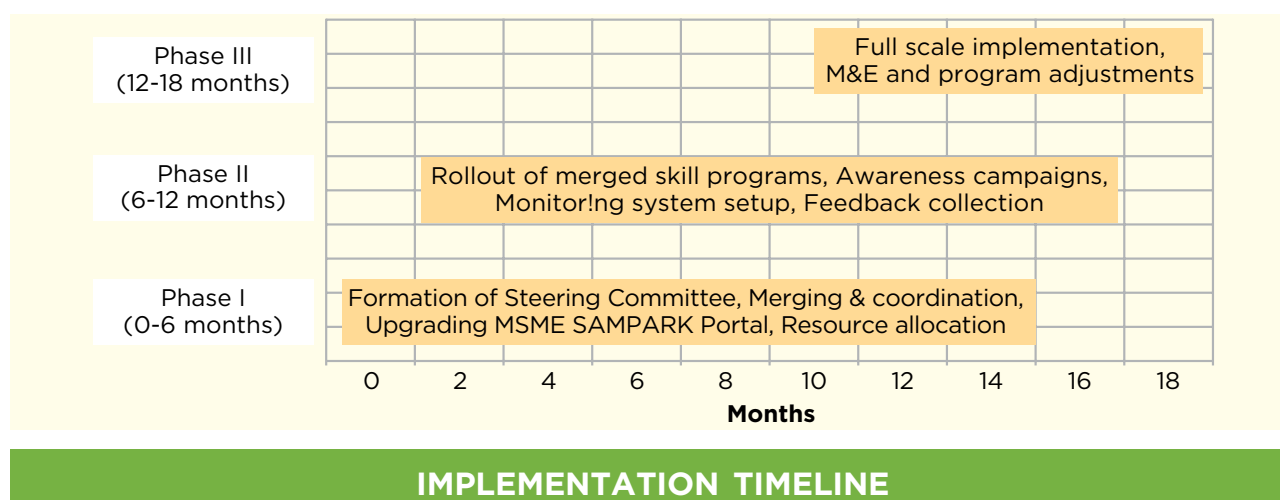 Phase III
(12-18 months)
Full scale implementation,
M&E and program adjustments
Phase II
(6-12 months)
Rollout of merged skill programs, Awareness campaigns,
Monitor!ng system setup, Feedback collection
Phase I
(0-6 months)
Formation of Steering Committee, Merging & coordination,
Upgrading MSME SAMPARK Portal, Resource allocation
0 2 4 6 8 10 12 14 16 18
Months
IMPLEMENTATION TIMELINE